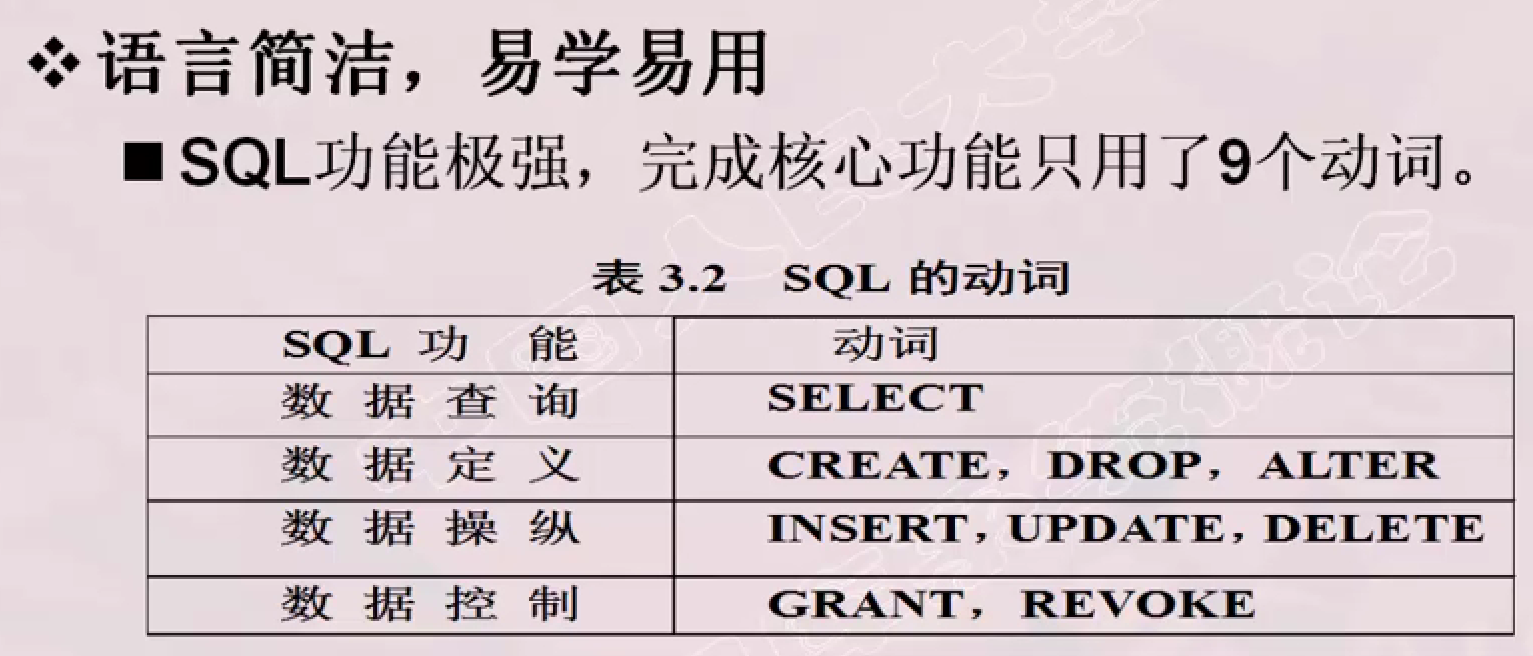 ❖语言简洁，易学易用
■SQL功能极强，完成核心功能只用了9个动词。
表 3.2 SQL 的动词
SQL 功 能 动词
数 据 查 询 SELECT
数 据 定 义 CREATE，DROP，ALTER
数 据 操 纵 INSERT，UPDATE，DELETE
数 据 控 制 GRANT，REVOKE